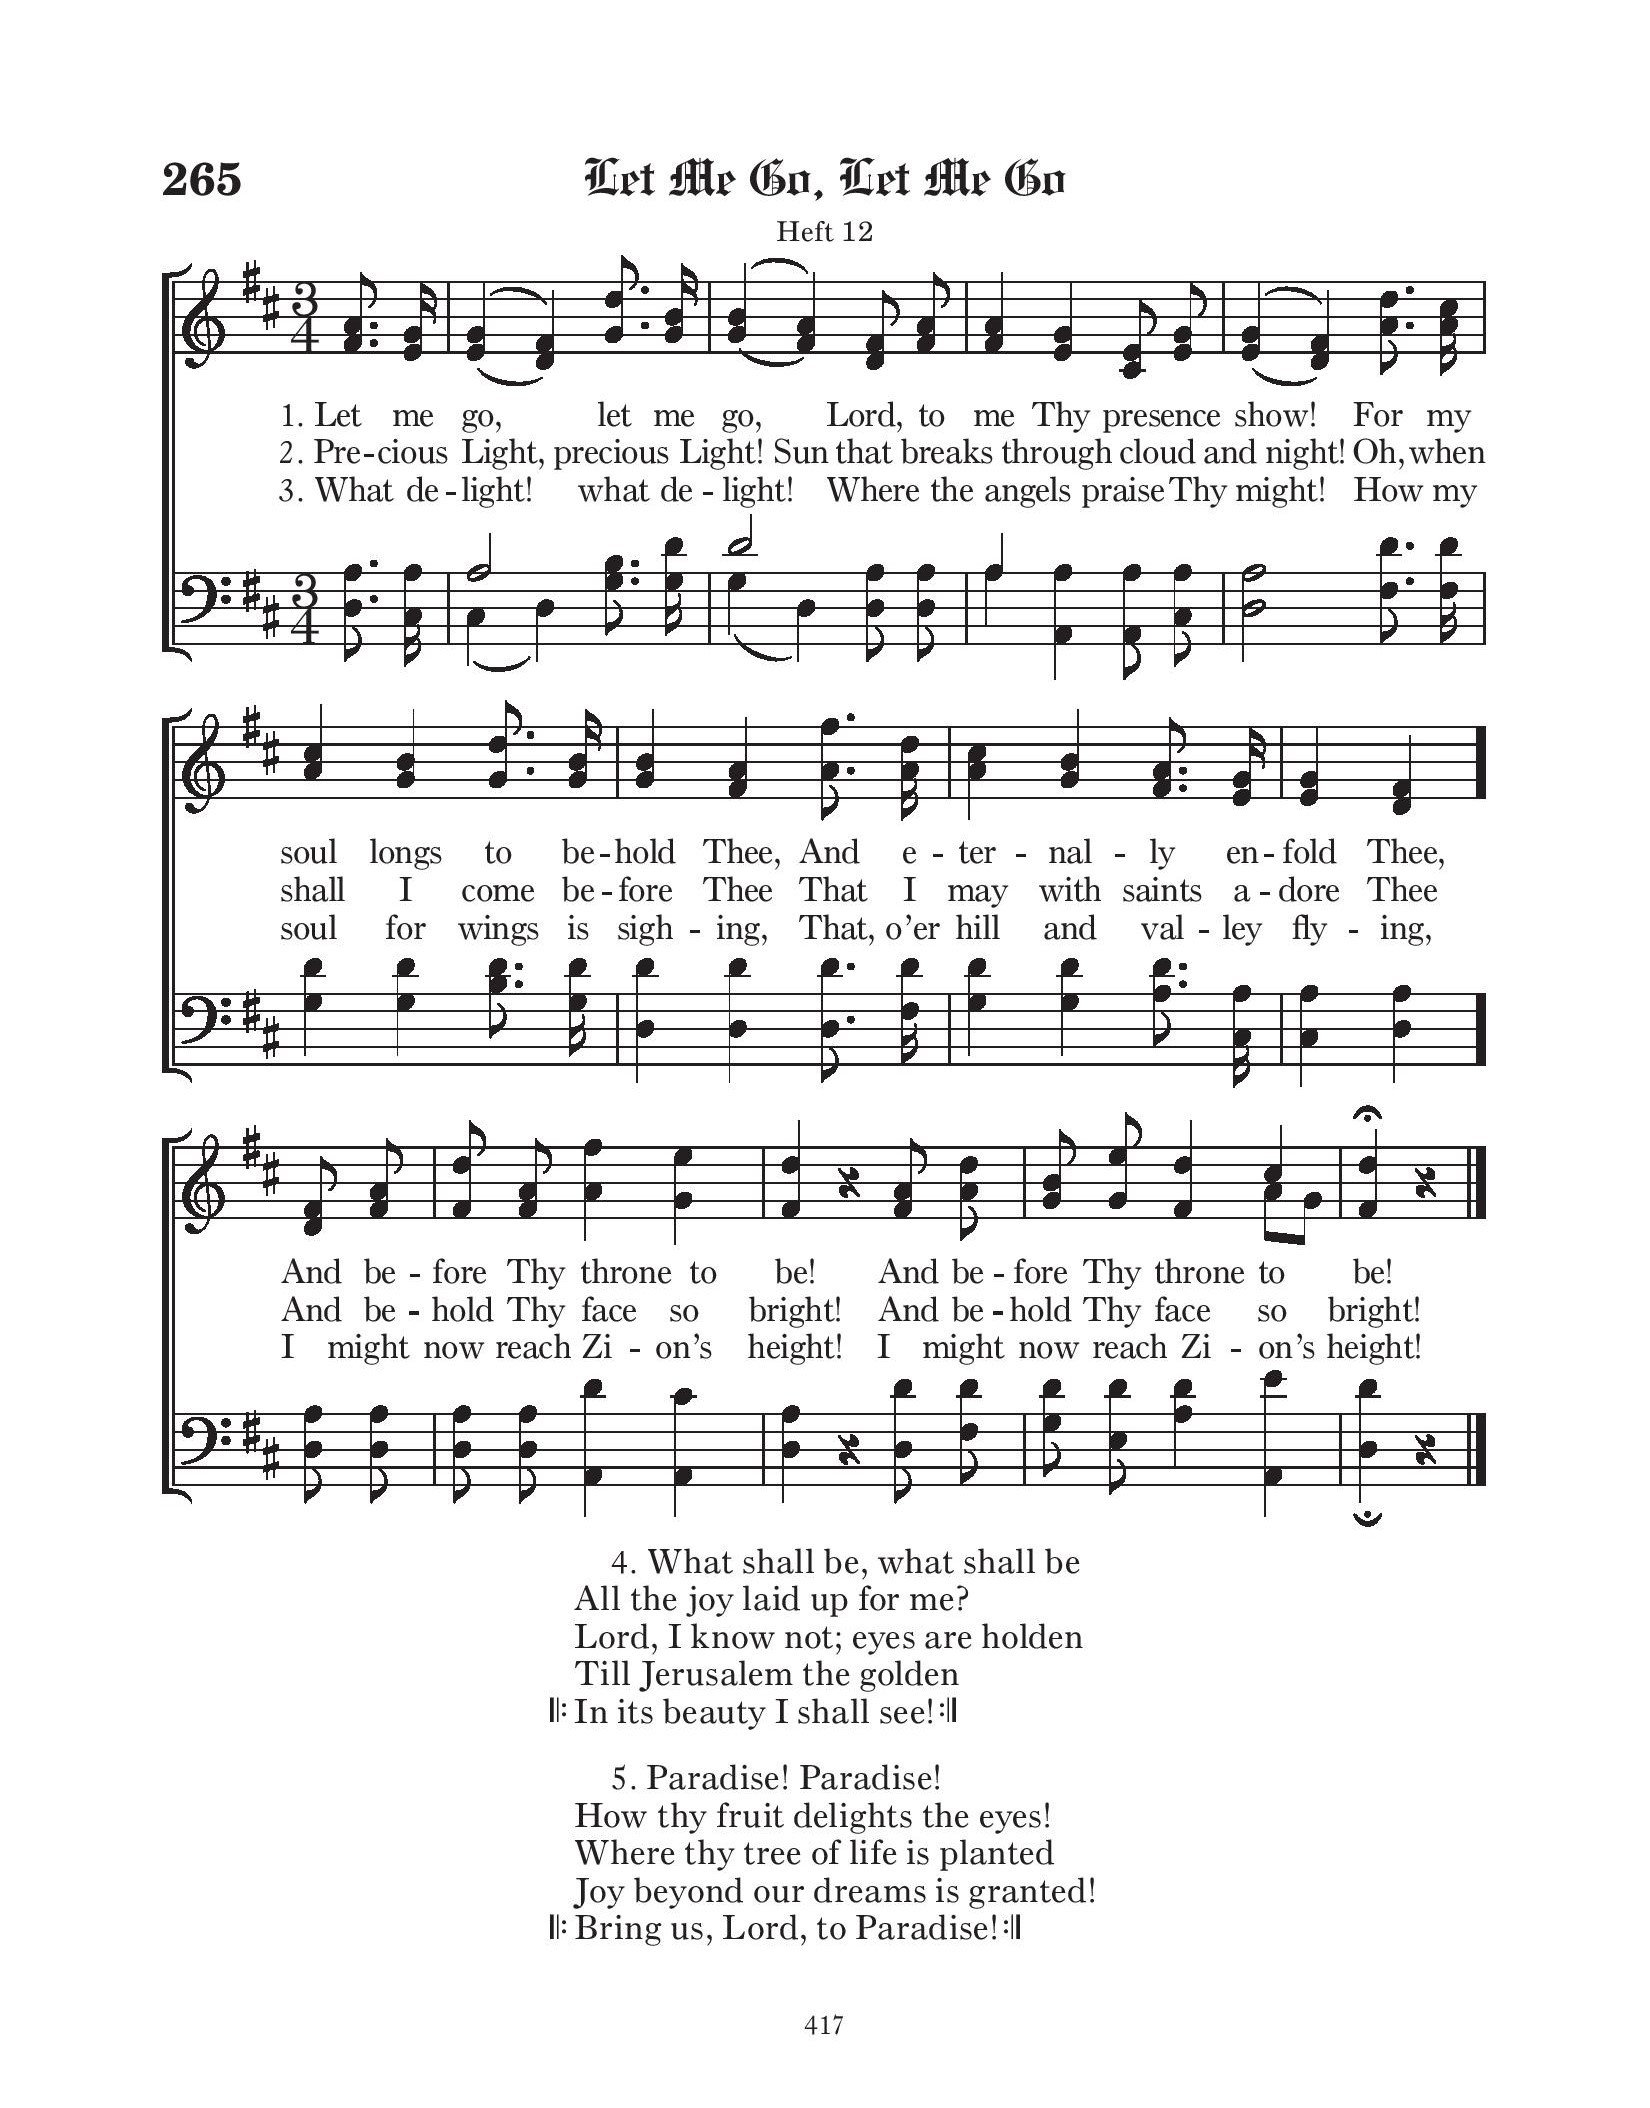 265
Let Me Go, Let Me Go
Heft 12
1. Let me go, let me go, Lord, to me Thy presence show! For my
2. Pre-cious Light, precious Light! Sun that breaks through cloud and night! Oh, when
3. What de-light! what de-light! Where the angels praise Thy might! How my
soul longs to be-hold Thee, And e-ter-nal-ly en-fold Thee,
shall I come be-fore Thee That I may with saints a-dore Thee
soul for wings is sigh-ing, That, o'er hill and val-ley fly-ing,
And be-fore Thy throne to be! And be-fore Thy throne to be!
And be-hold Thy face so bright! And be-hold Thy face so bright!
I might now reach Zi-on's height! I might now reach Zi-on's height!
4. What shall be, what shall be
All the joy laid up for me?
Lord, I know not; eyes are holden
Till Jerusalem the golden
𝄆 In its beauty I shall see! 𝄇
5. Paradise! Paradise!
How thy fruit delights the eyes!
Where thy tree of life is planted
Joy beyond our dreams is granted!
𝄆 Bring us, Lord, to Paradise! 𝄇
417